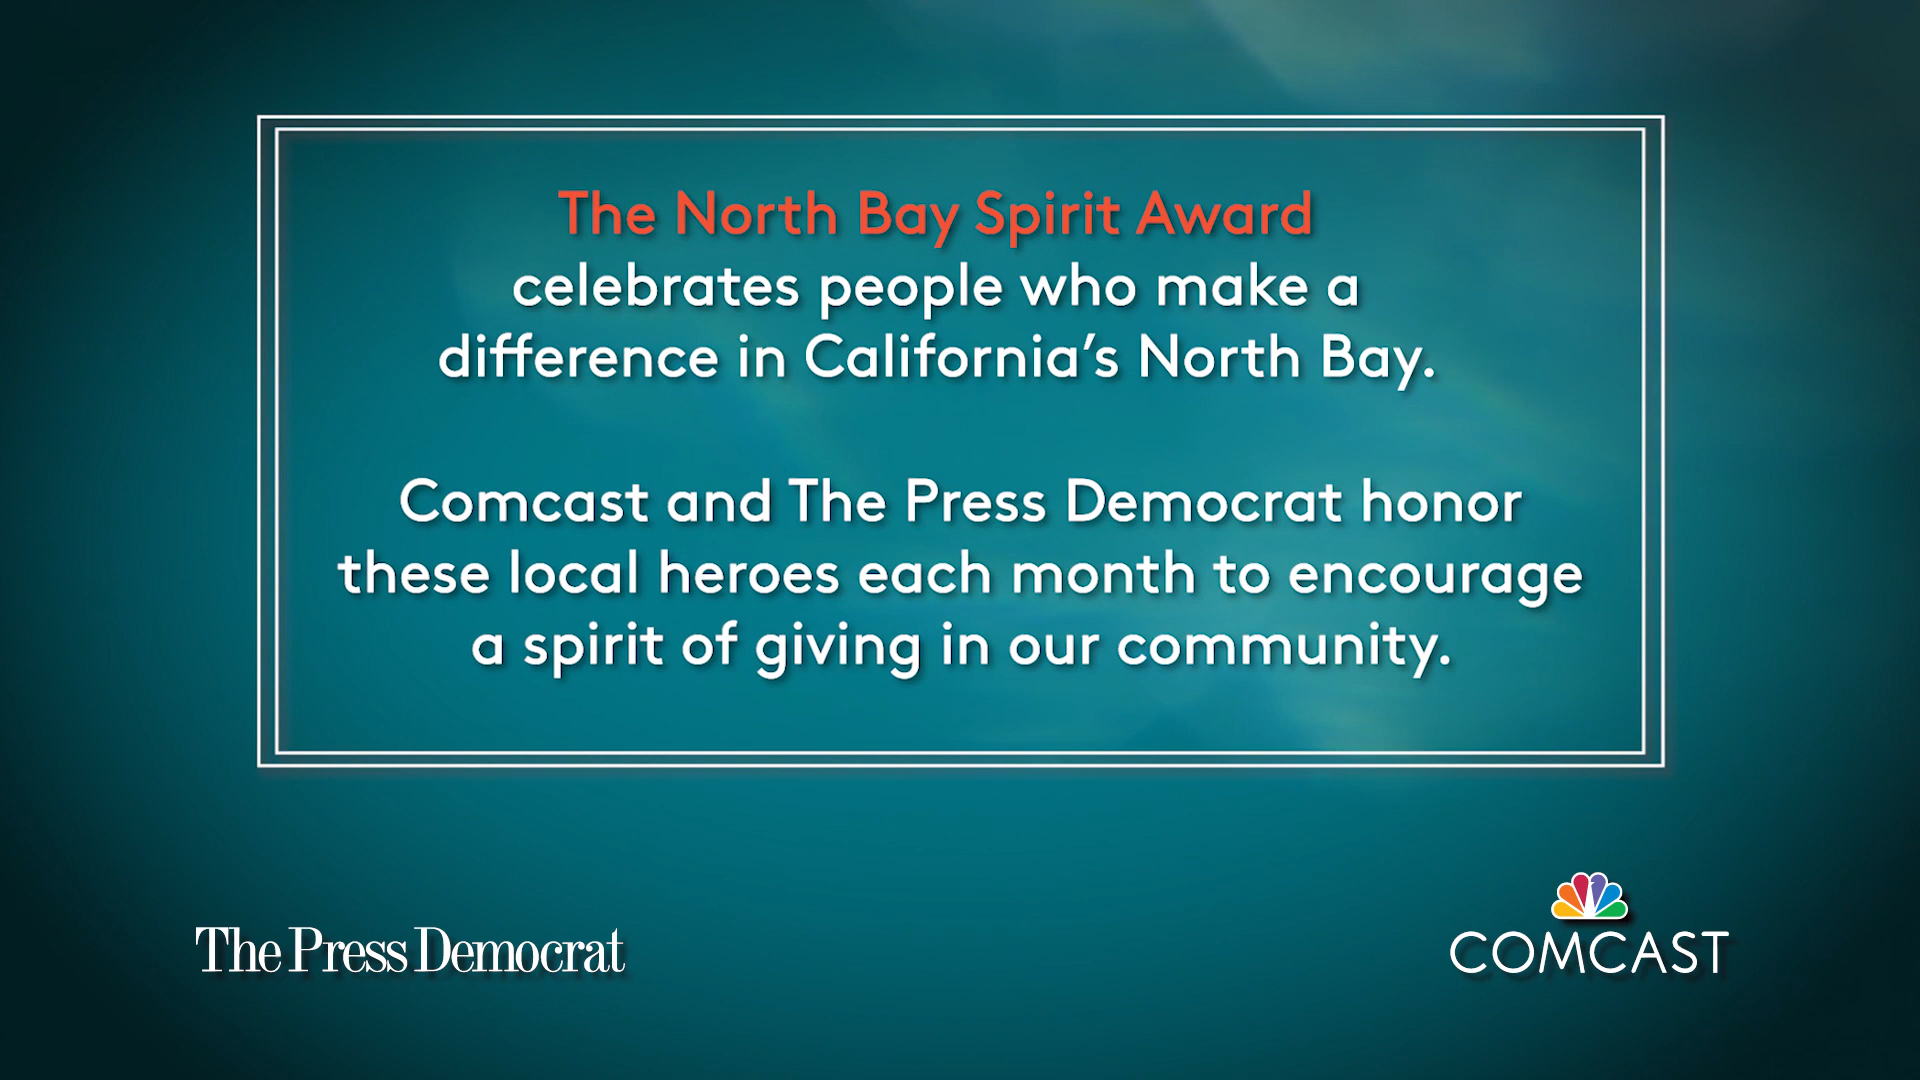 The North Bay Spirit Award
celebrates people who make a
difference in California’s North Bay.
Comcast and The Press Democrat honor
these local heroes each month to encourage
a spirit of giving in our community.
The Press Democrat
COMCAST